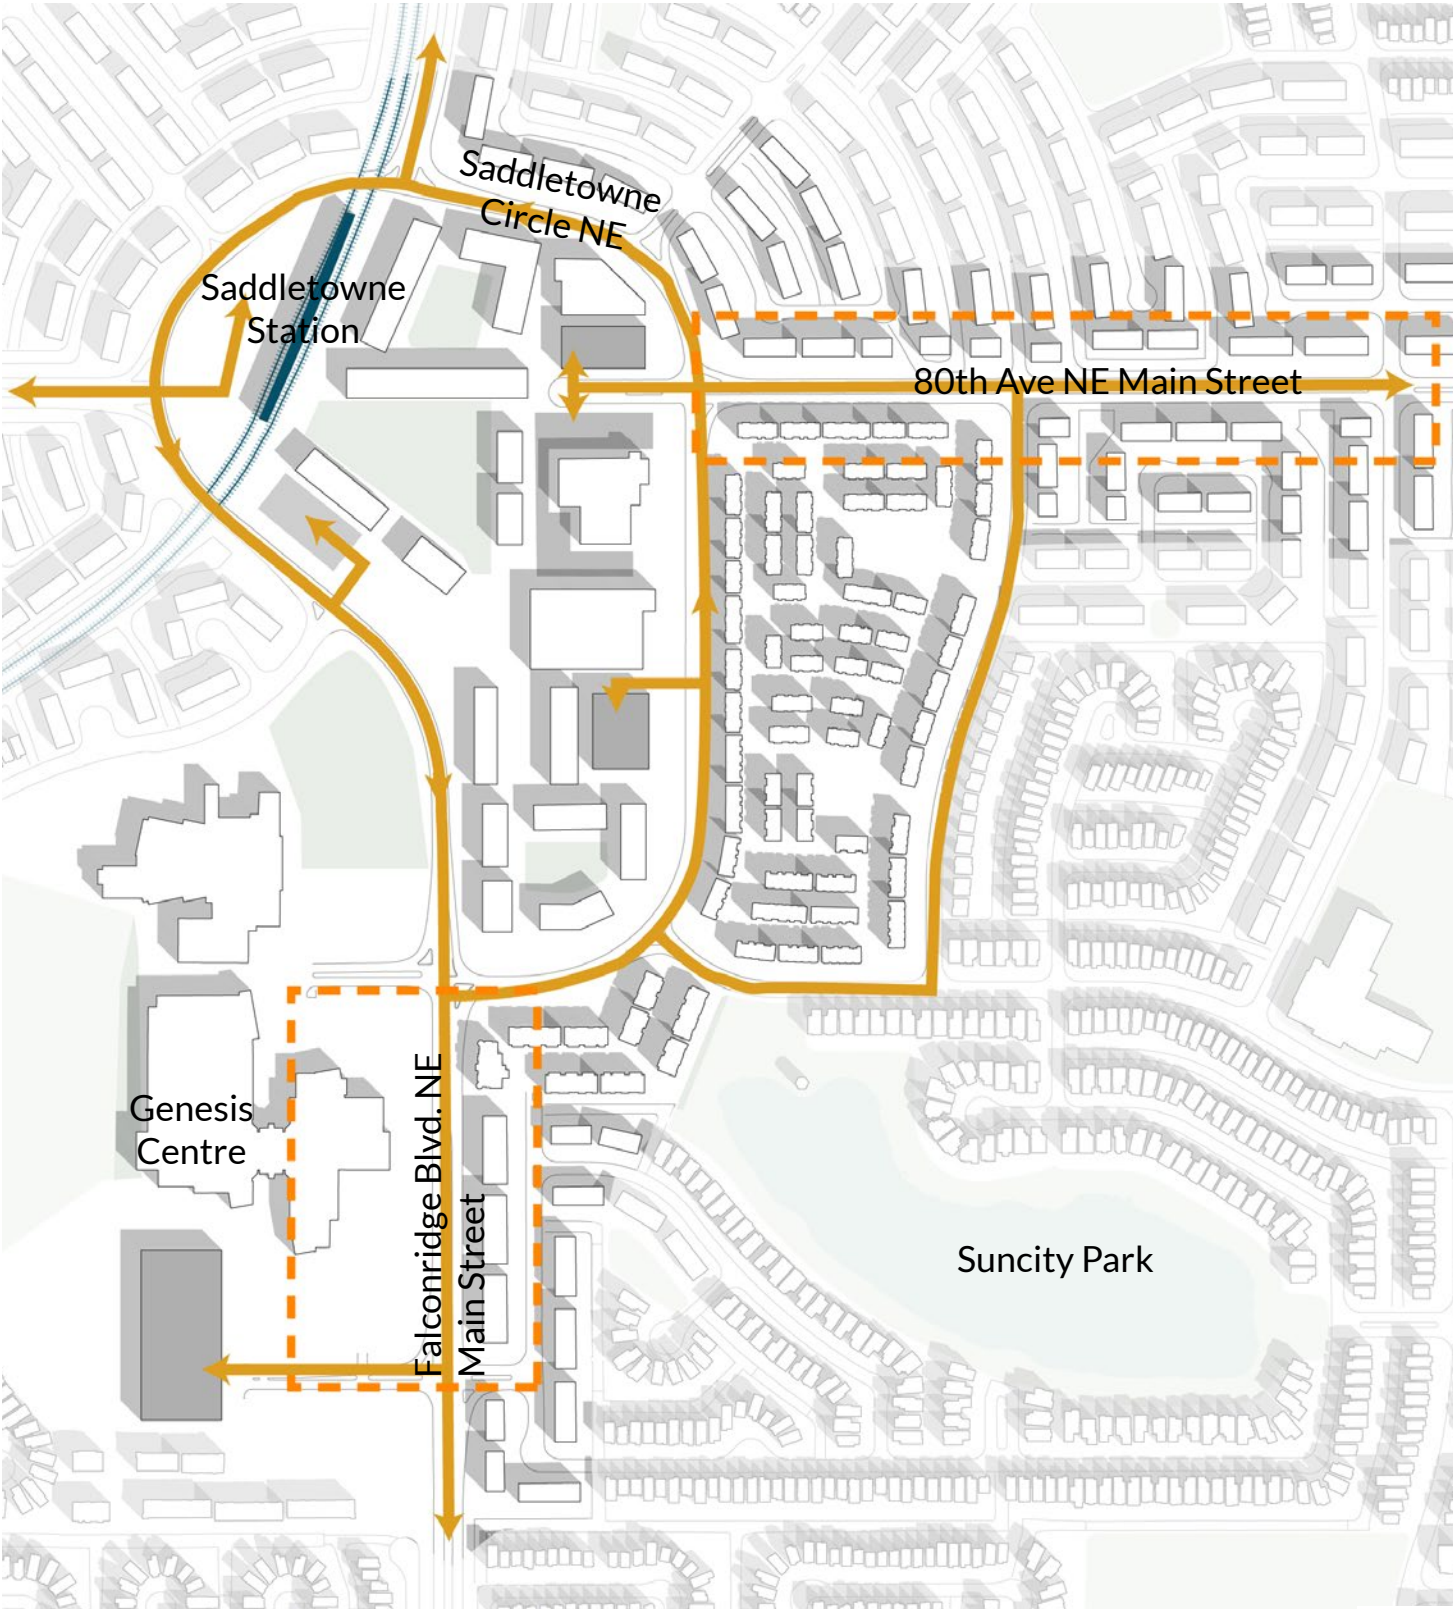 Saddletowne
Circle NE
Saddletowne
Station
80th Ave NE Main Street
Genesis
Centre
Falconridge Blvd. NE
Main Street
Suncity Park